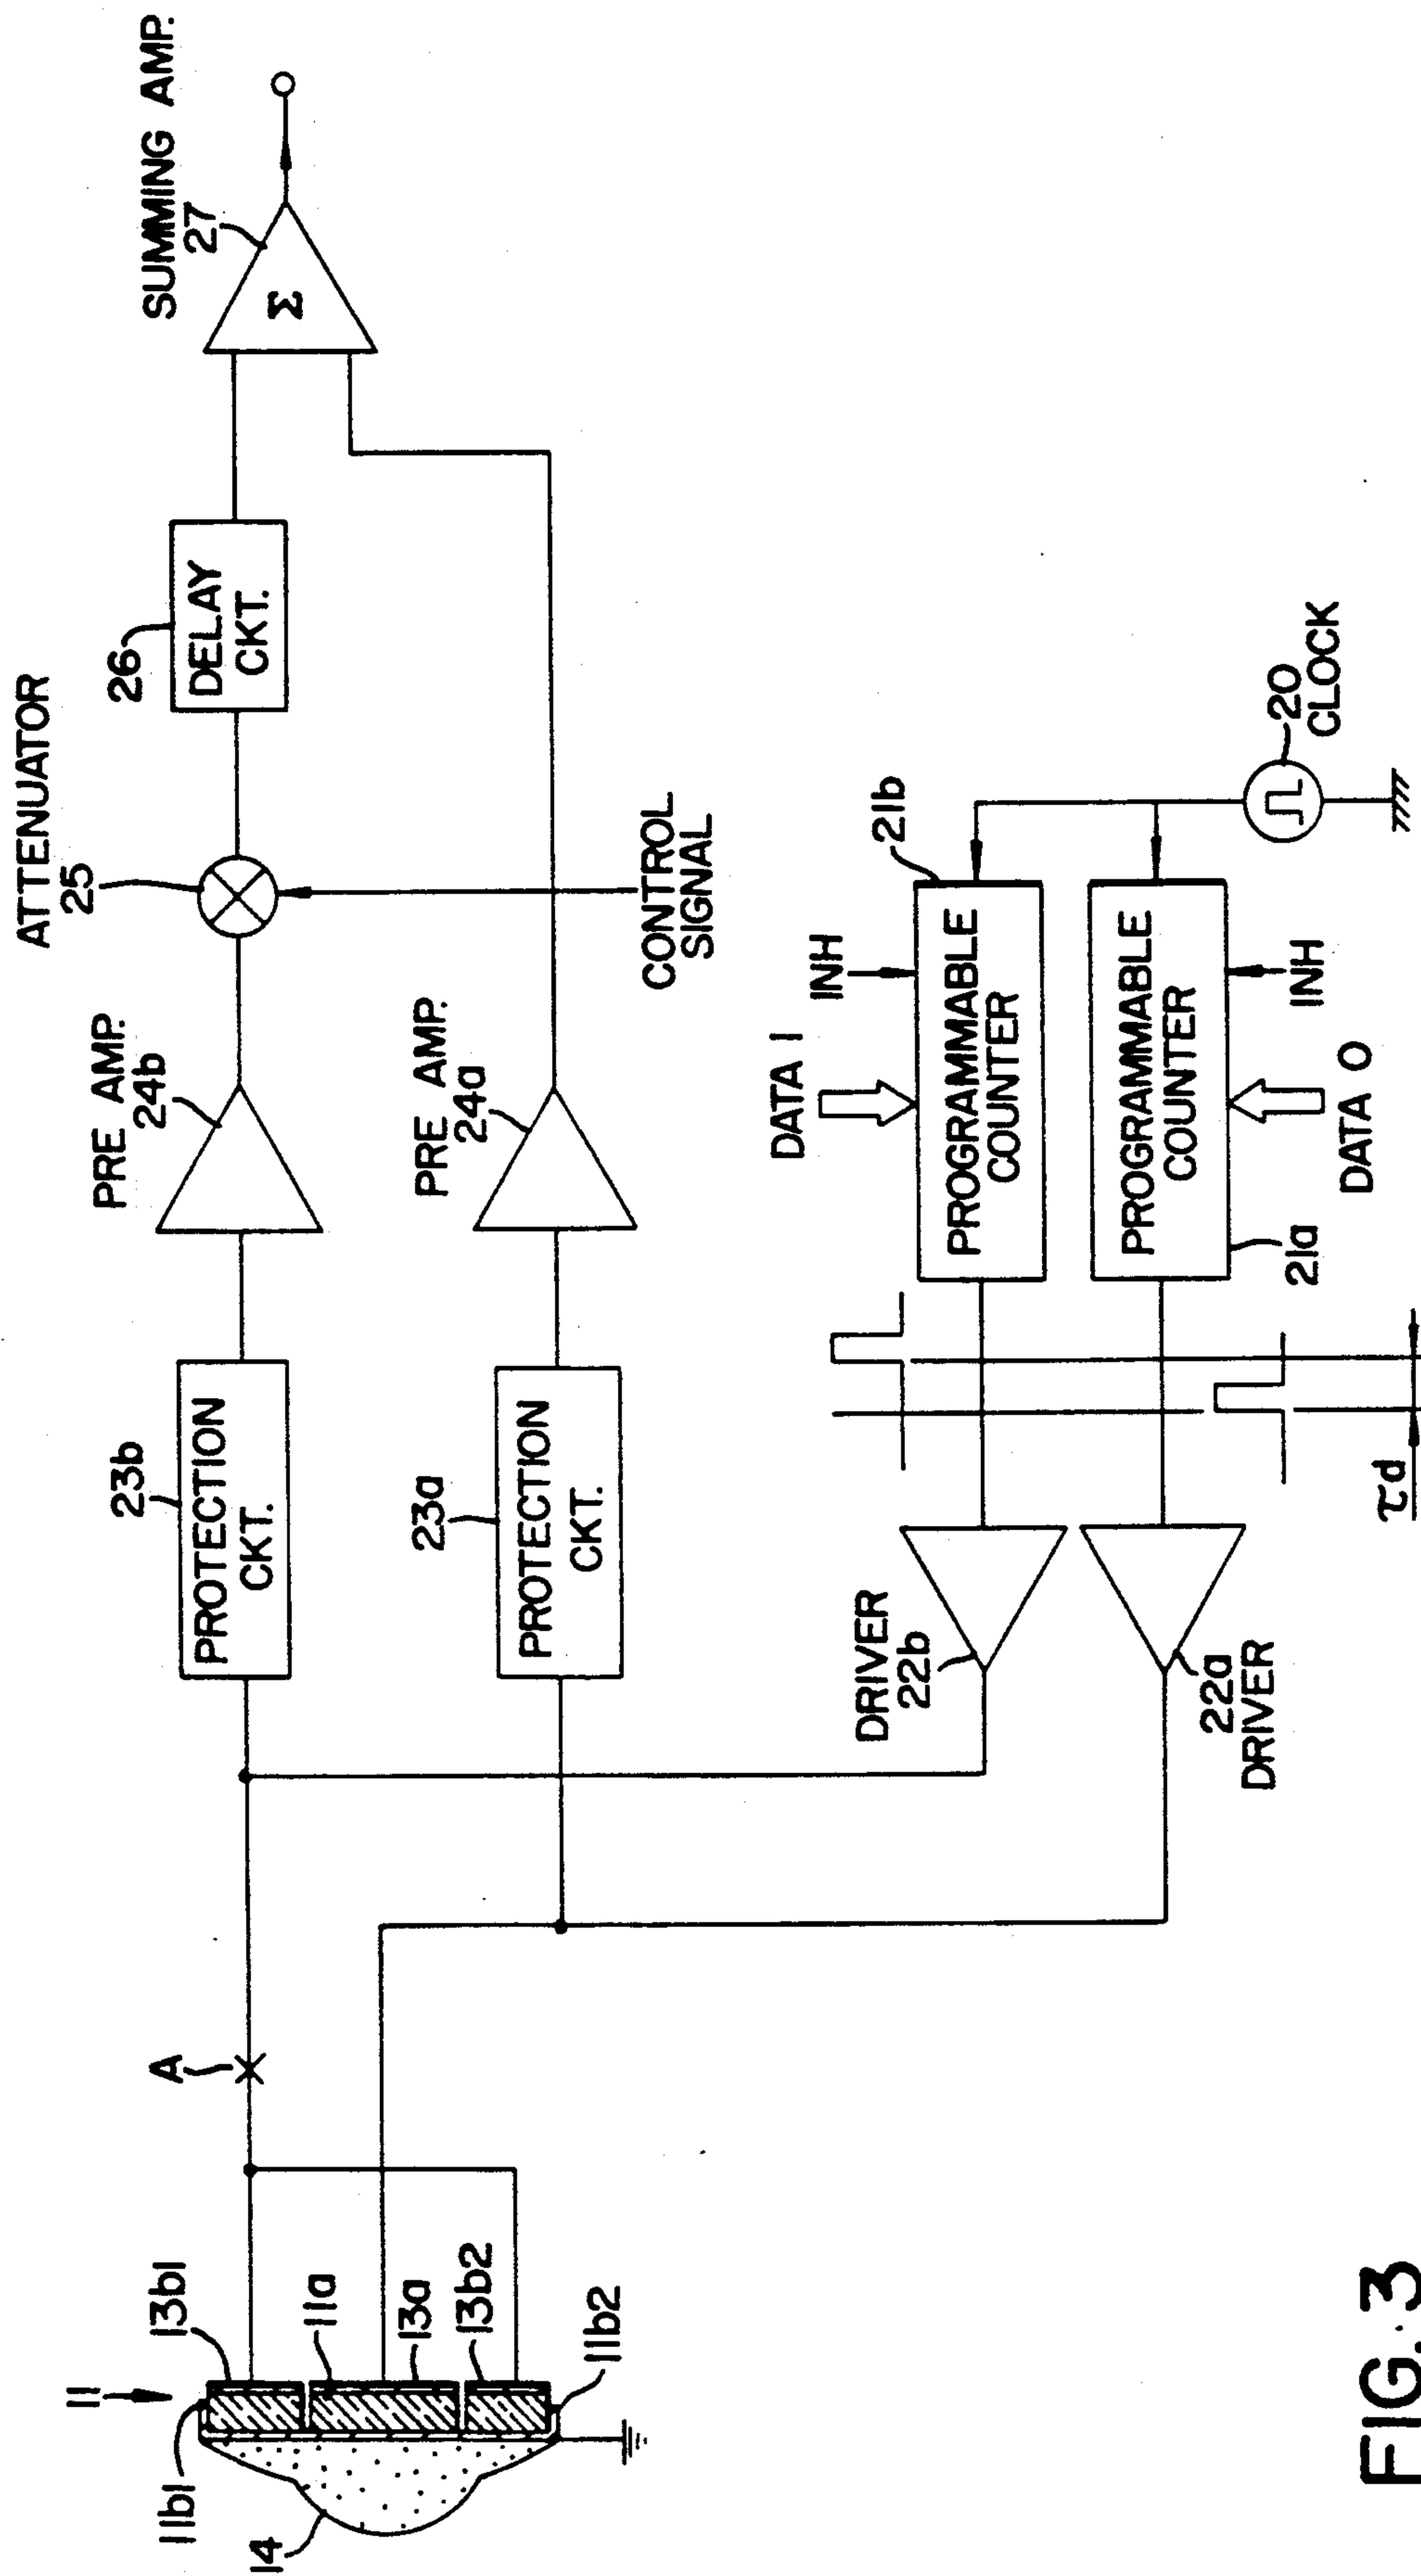 SUMMING AMP.
27
Σ
ATTENUATOR
25
26
DELAY
CKT.
PRE AMP.
24b
PRE AMP.
24a
CONTROL
SIGNAL
23b
PROTECTION
CKT.
23a
PROTECTION
CKT.
A
11
13b1
11a
13a
13b2
11b2
11b1
14
DATA 1
INH
21b
PROGRAMMABLE
COUNTER
PROGRAMMABLE
COUNTER
INH
DATA 0
21a
20
CLOCK
DRIVER
22b
22a
DRIVER
τd
FIG. 3